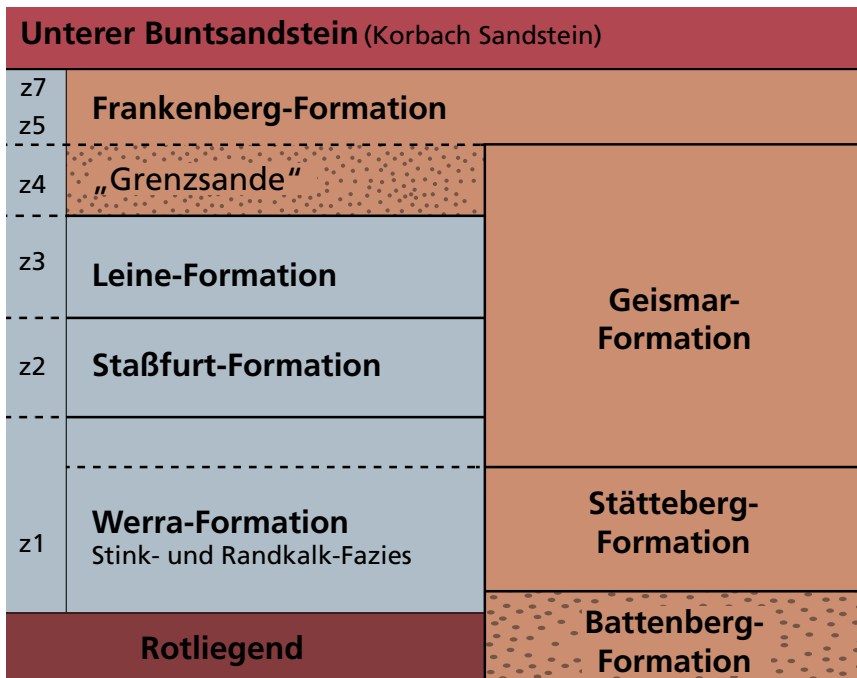 Unterer Buntsandstein (Korbach Sandstein)
z7
z5
Frankenberg-Formation
z4
„Grenzsande“
z3
Leine-Formation
z2
Staßfurt-Formation
z1
Werra-Formation
Stink- und Randkalk-Fazies
Rotliegend
Geismar-
Formation
Stätteberg-
Formation
Battenberg-
Formation